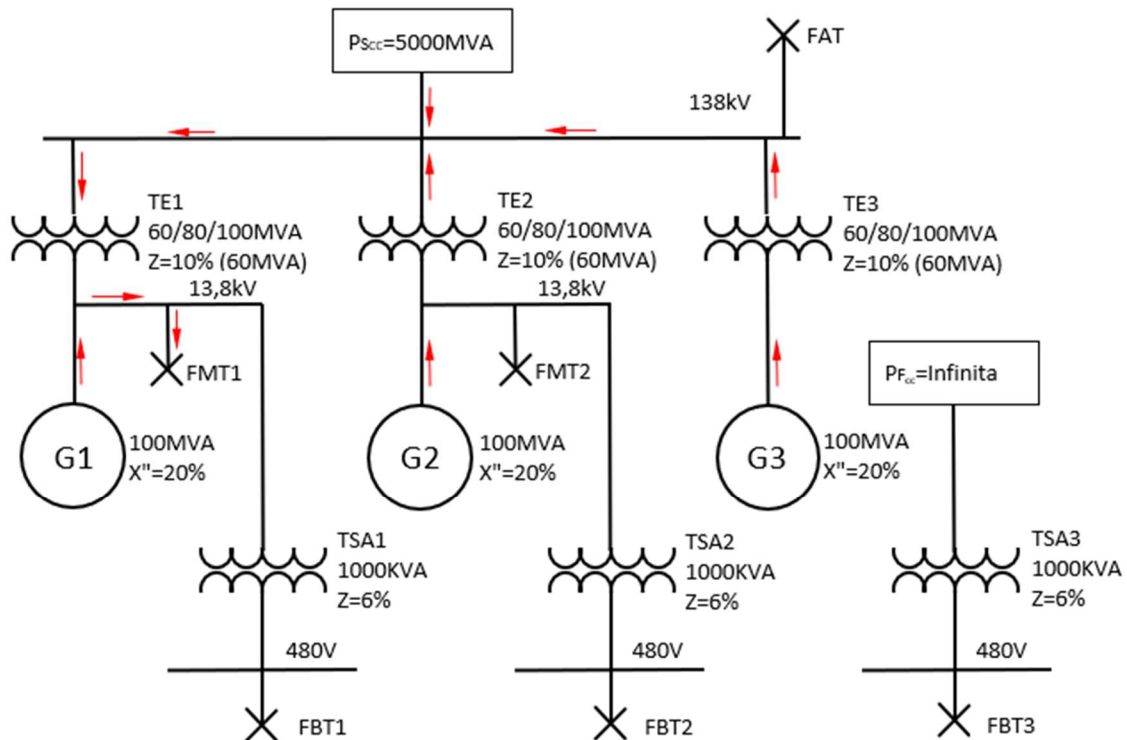 PScc=5000MVA
FAT
138kV
TE1
60/80/100MVA
Z=10% (60MVA)
TE2
60/80/100MVA
Z=10% (60MVA)
TE3
60/80/100MVA
Z=10% (60MVA)
13,8kV
13,8kV
FMT1
FMT2
PFcc=Infinita
G1
100MVA
X"=20%
G2
100MVA
X"=20%
G3
100MVA
X"=20%
TSA1
1000KVA
Z=6%
TSA2
1000KVA
Z=6%
TSA3
1000KVA
Z=6%
480V
480V
480V
FBT1
FBT2
FBT3